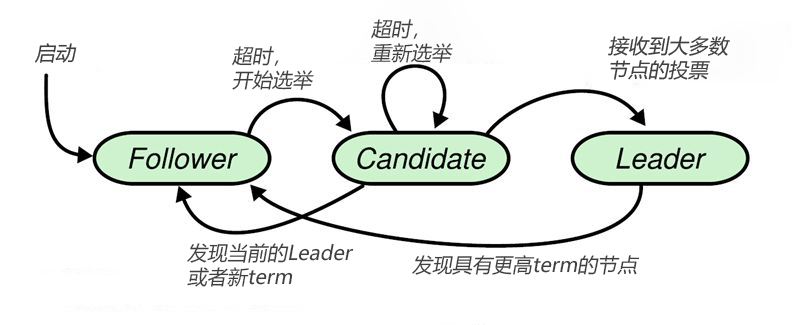 启动
超时，
开始选举
超时，
重新选举
接收到大多数
节点的投票
Follower
Candidate
Leader
发现当前的Leader
或者新term
发现具有更高term的节点